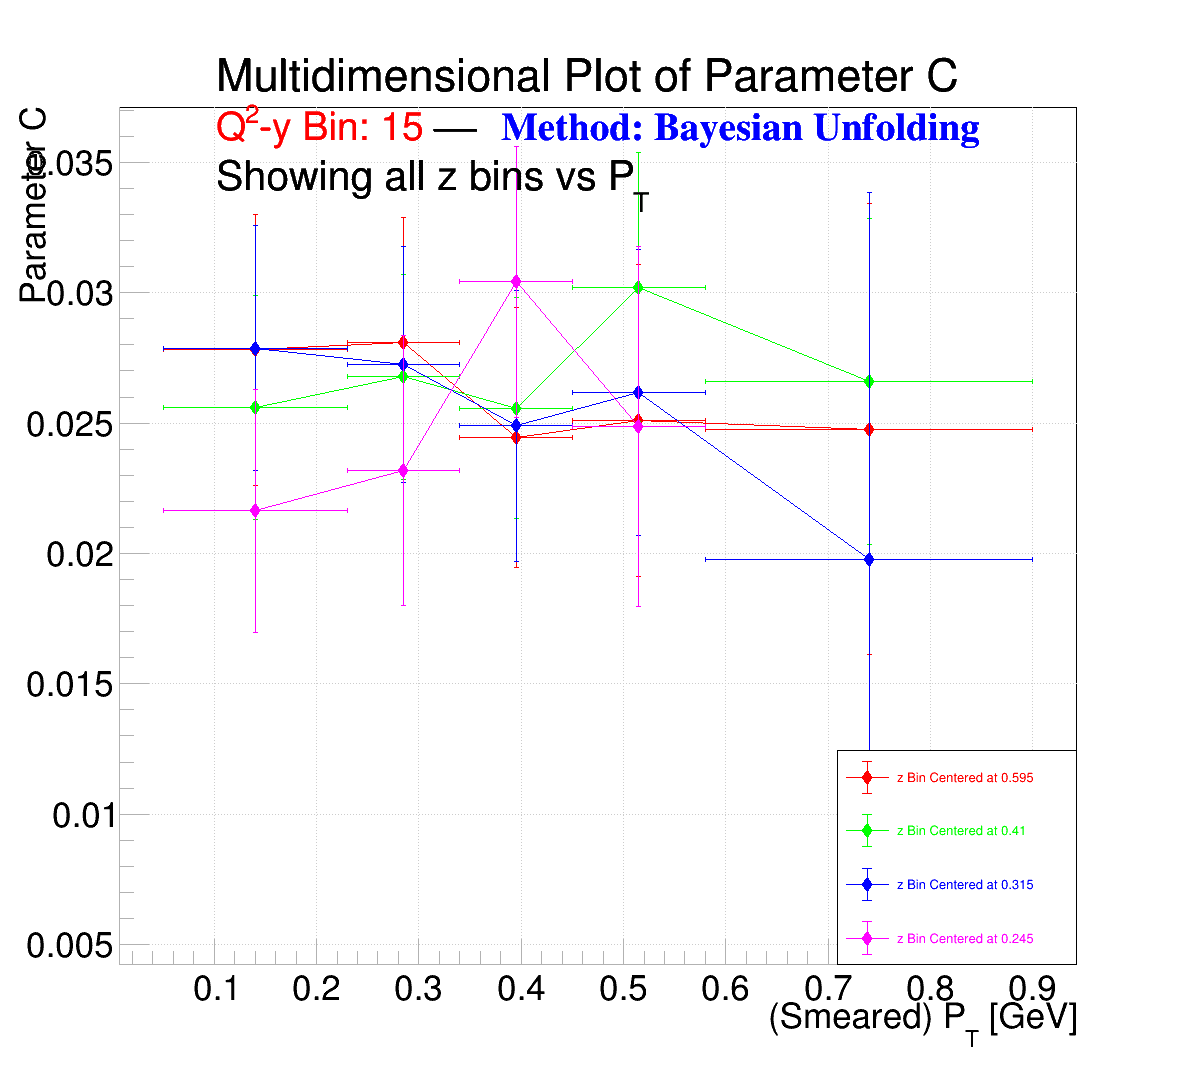 Multidimensional Plot of Parameter C
Q²-y Bin: 15 — Method: Bayesian Unfolding
Showing all z bins vs P_T
Parameter C
0.035
0.03
0.025
0.02
0.015
0.01
0.005
z Bin Centered at 0.595
z Bin Centered at 0.41
z Bin Centered at 0.315
z Bin Centered at 0.245
0.1 0.2 0.3 0.4 0.5 0.6 0.7 0.8 0.9
(Smeared) P_T [GeV]